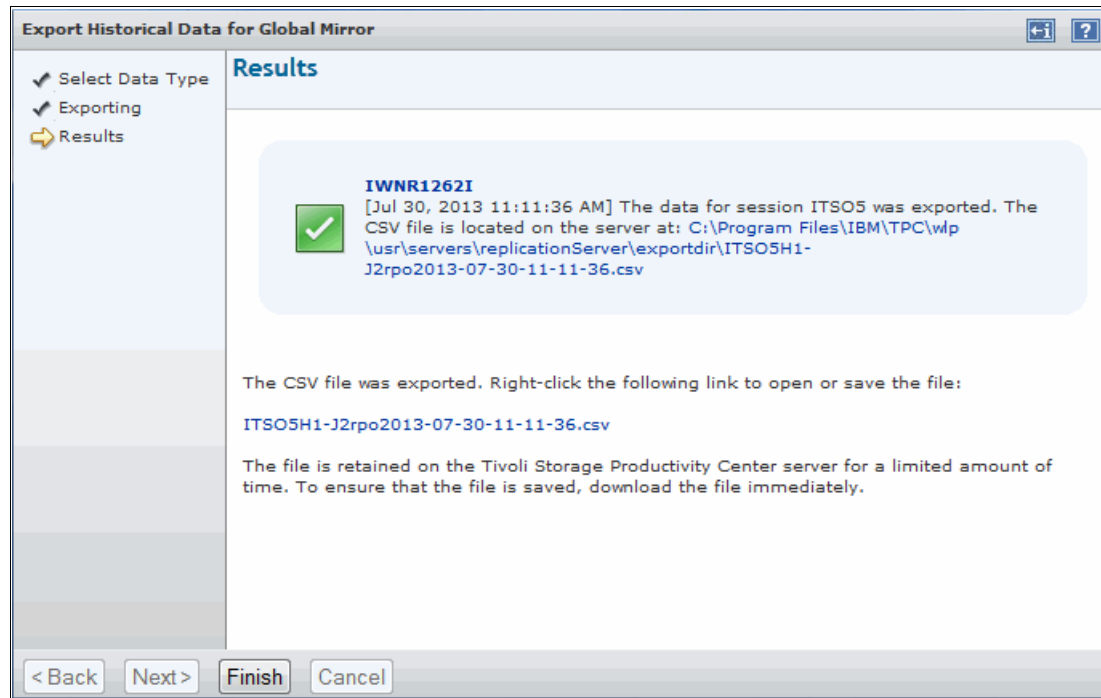 Export Historical Data for Global Mirror
i ?
Select Data Type
Exporting
Results
Results
IWNR1262I
[Jul 30, 2013 11:11:36 AM] The data for session ITSO5 was exported. The
CSV file is located on the server at: C:\Program Files\IBM\TPC\wlp
\usr\servers\replicationServer\exportdir\ITSO5H1-
J2rpo2013-07-30-11-11-36.csv
The CSV file was exported. Right-click the following link to open or save the file:
ITSO5H1-J2rpo2013-07-30-11-11-36.csv
The file is retained on the Tivoli Storage Productivity Center server for a limited amount of
time. To ensure that the file is saved, download the file immediately.
< Back Next > Finish Cancel